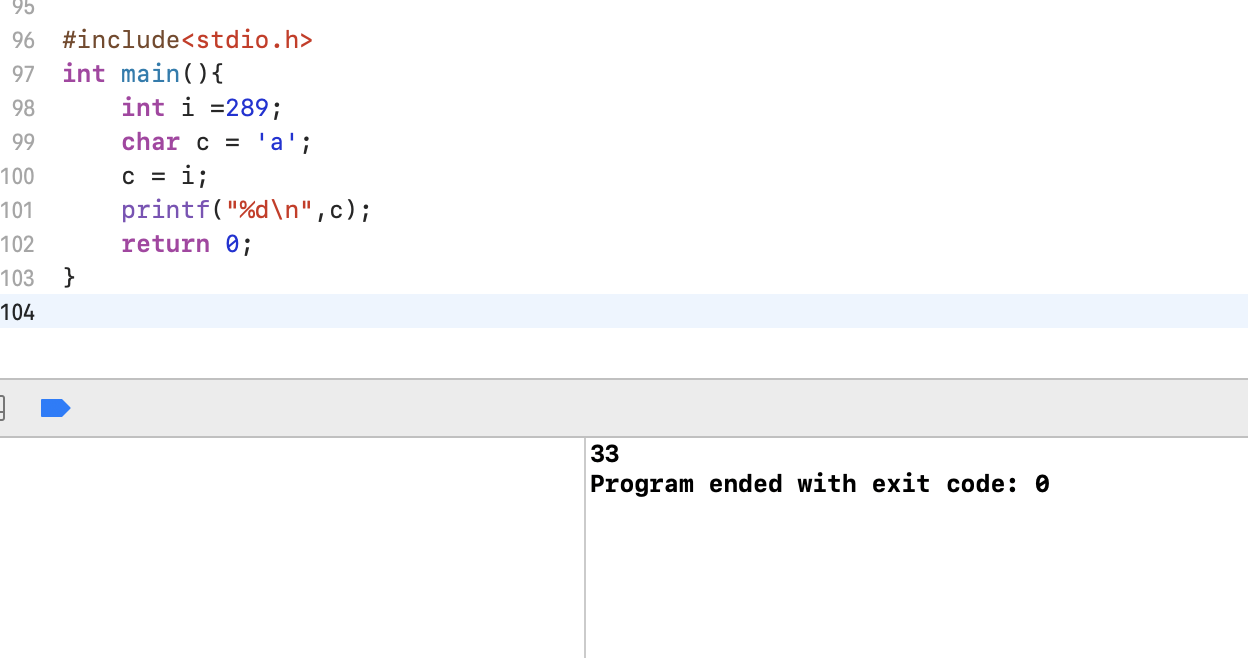 95
96 #include<stdio.h>
97 int main(){
98     int i =289;
99     char c = 'a';
100     c = i;
101     printf("%d\n",c);
102     return 0;
103 }
104
33
Program ended with exit code: 0